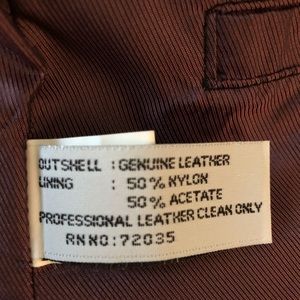 OUTSHELL : GENUINE LEATHER
LINING : 50% NYLON
50% ACETATE
PROFESSIONAL LEATHER CLEAN ONLY
RN NO: 72035